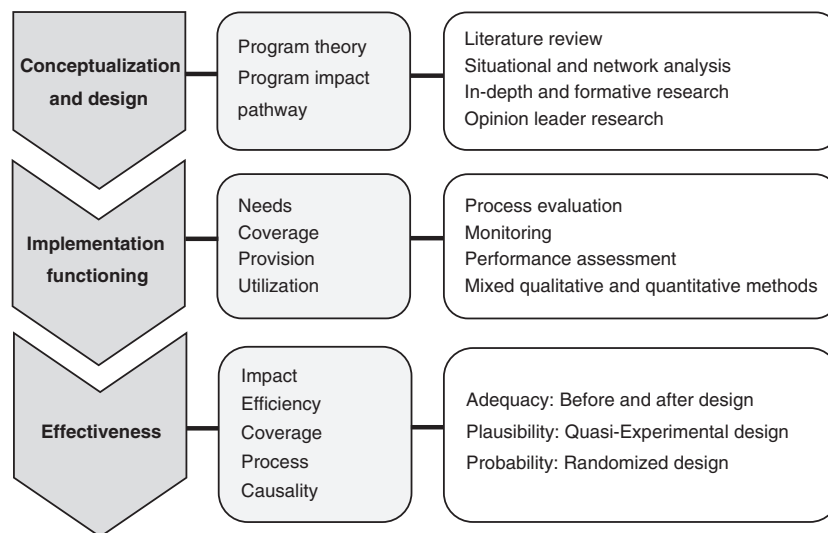 Conceptualization
and design
Program theory
Program impact
pathway
Literature review
Situational and network analysis
In-depth and formative research
Opinion leader research
Implementation
functioning
Needs
Coverage
Provision
Utilization
Process evaluation
Monitoring
Performance assessment
Mixed qualitative and quantitative methods
Effectiveness
Impact
Efficiency
Coverage
Process
Causality
Adequacy: Before and after design
Plausibility: Quasi-Experimental design
Probability: Randomized design